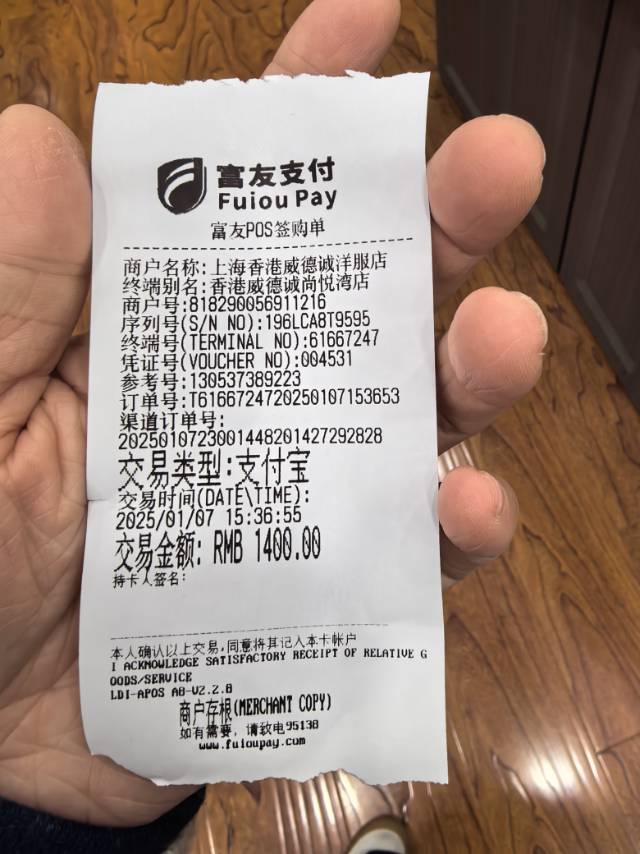 富友支付
Fuiou Pay
富友POS签购单
商户名称:上海香港威德诚洋服店
终端别名:香港威德诚尚悦湾店
商户号:818290056911216
序列号(S/N NO):196LCA8T9595
终端号(TERMINAL NO):61667247
凭证号(VOUCHER NO):004531
参考号:130537389223
订单号:T6166724720250107153653
渠道订单号:
2025010723001448201427292828
交易类型:支付宝
交易时间(DATE\TIME):
2025/01/07 15:36:55
交易金额: RMB 1400.00
持卡人签名:
本人确认以上交易,同意将其记入本卡帐户
I ACKNOWLEDGE SATISFACTORY RECEIPT OF RELATIVE G
OODS/SERVICE
LDI-APOS A8-V2.2.8
商户存根(MERCHANT COPY)
如有需要，请致电95138
www.fuioupay.com